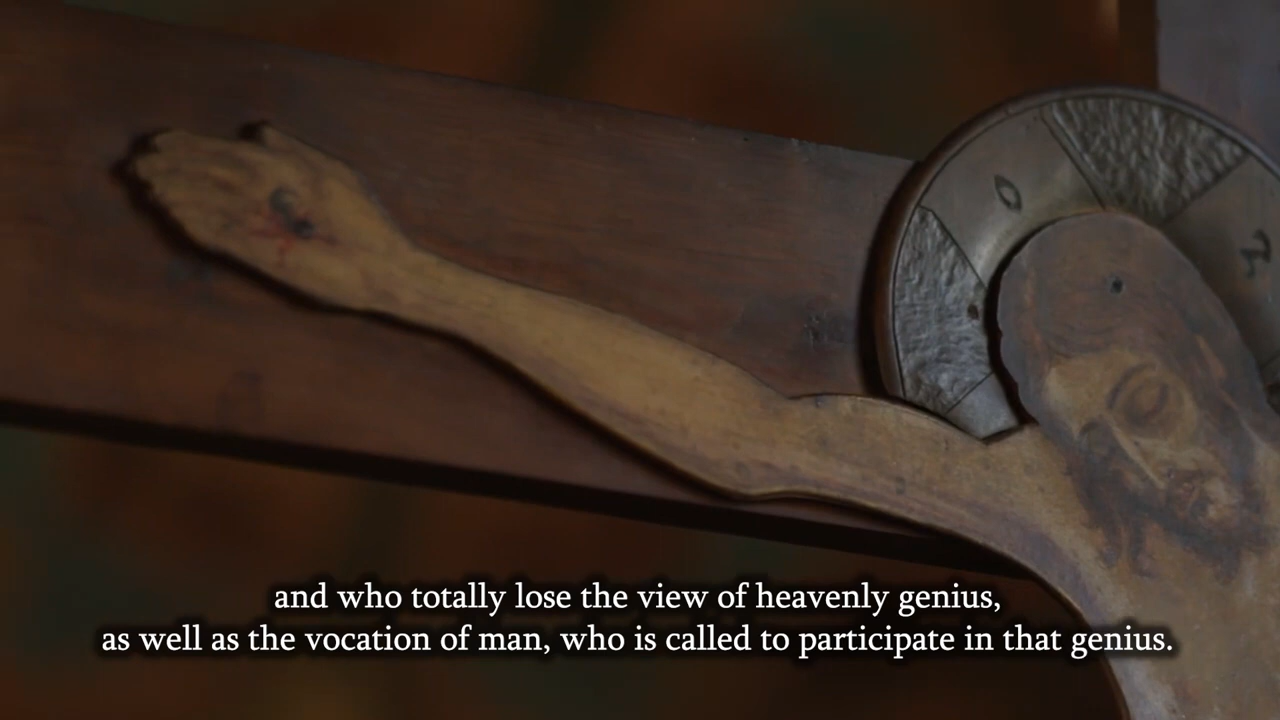 and who totally lose the view of heavenly genius,
as well as the vocation of man, who is called to participate in that genius.
O
N